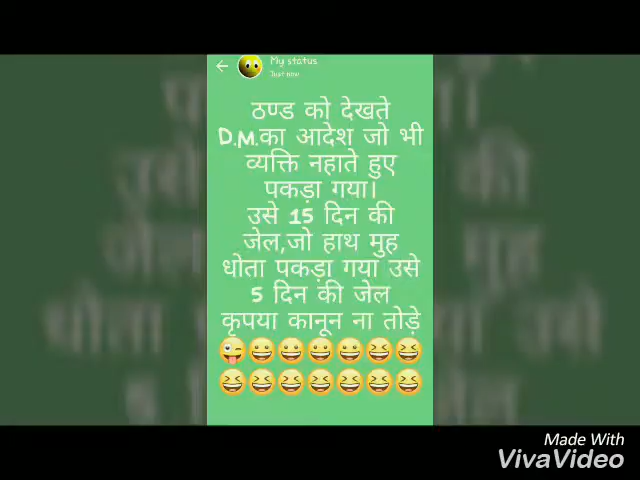 My status
Just now
ठण्ड को देखते
D.M.का आदेश जो भी
व्यक्ति नहाते हुए
पकड़ा गया।
उसे 15 दिन की
जेल,जो हाथ मुह
धोता पकड़ा गया उसे
5 दिन की जेल
कृपया कानून ना तोड़े
Made With
VivaVideo